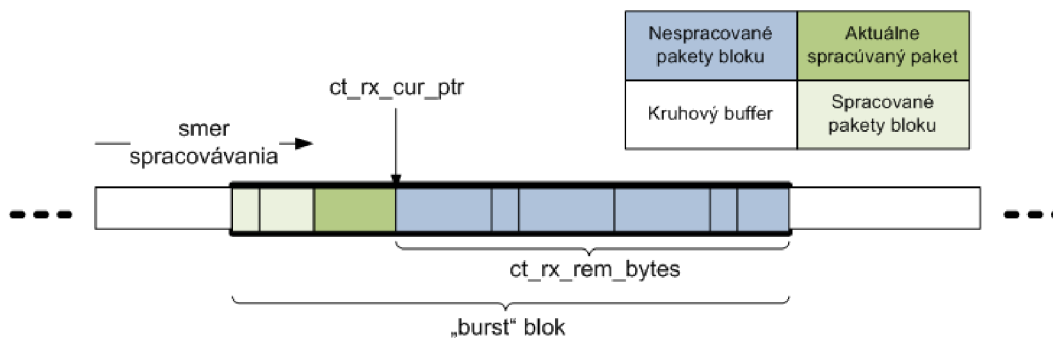 Nespracované
pakety bloku
Aktuálne
spracúvaný paket
Kruhový buffer
Spracované
pakety bloku
ct_rx_cur_ptr
smer
spracovávania
ct_rx_rem_bytes
„burst“ blok